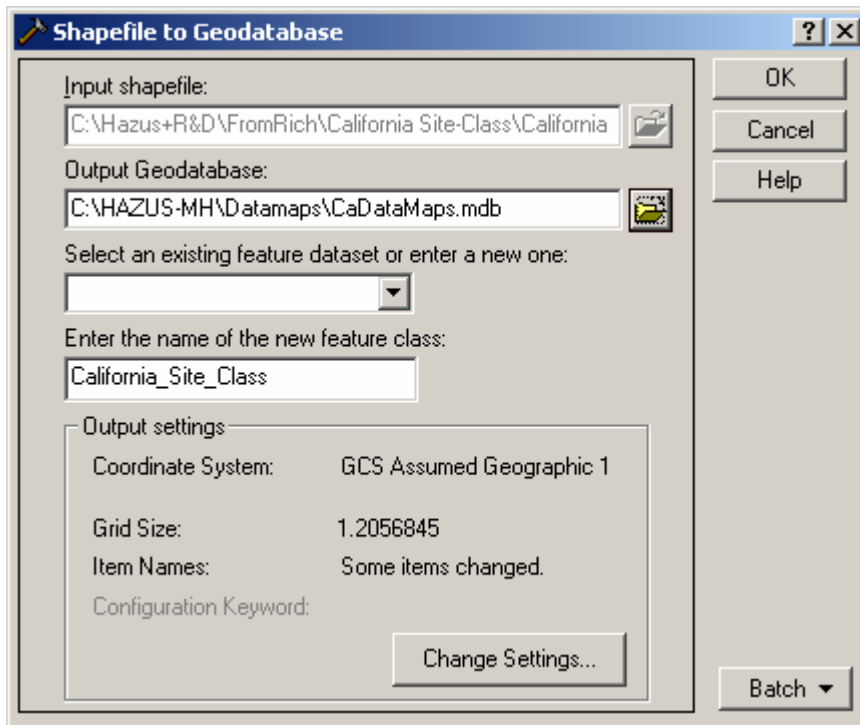 Shapefile to Geodatabase
Input shapefile:
C:\Hazus+R&D\FromRich\California Site-Class\California
Output Geodatabase:
C:\HAZUS-MH\Datamaps\CaDataMaps.mdb
Select an existing feature dataset or enter a new one:
Enter the name of the new feature class:
California_Site_Class
Output settings
Coordinate System: GCS Assumed Geographic 1
Grid Size: 1.2056845
Item Names: Some items changed.
Configuration Keyword:
Change Settings...
OK
Cancel
Help
Batch